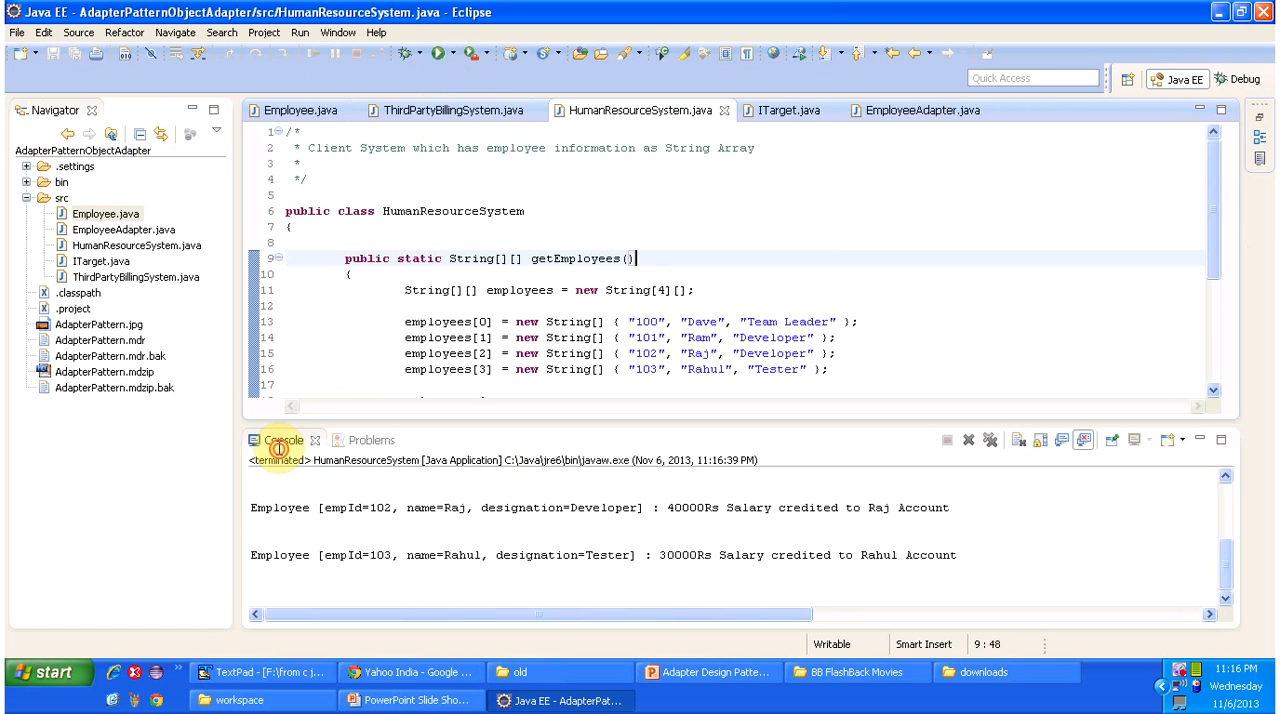 Java EE - AdapterPatternObjectAdapter/src/HumanResourceSystem.java - Eclipse
File Edit Source Refactor Navigate Search Project Run Window Help
Quick Access
Java EE
Debug
Navigator
Employee.java
ThirdPartyBillingSystem.java
HumanResourceSystem.java
ITarget.java
EmployeeAdapter.java
AdapterPatternObjectAdapter
.settings
bin
src
Employee.java
EmployeeAdapter.java
HumanResourceSystem.java
ITarget.java
ThirdPartyBillingSystem.java
.classpath
.project
AdapterPattern.jpg
AdapterPattern.mdr
AdapterPattern.mdr.bak
AdapterPattern.mdzip
AdapterPattern.mdzip.bak
1 /*
2 * Client System which has employee information as String Array
3 *
4 */
5
6 public class HumanResourceSystem
7 {
8
9 public static String[][] getEmployees()
10 {
11 String[][] employees = new String[4][];
12
13 employees[0] = new String[] { "100", "Dave", "Team Leader" };
14 employees[1] = new String[] { "101", "Ram", "Developer" };
15 employees[2] = new String[] { "102", "Raj", "Developer" };
16 employees[3] = new String[] { "103", "Rahul", "Tester" };
17
Console
Problems
<terminated> HumanResourceSystem [Java Application] C:\Java\jre6\bin\javaw.exe (Nov 6, 2013, 11:16:39 PM)
Employee [empId=102, name=Raj, designation=Developer] : 40000Rs Salary credited to Raj Account
Employee [empId=103, name=Rahul, designation=Tester] : 30000Rs Salary credited to Rahul Account
Writable
Smart Insert
9 : 48
start
TextPad - [F:\from c j...
Yahoo India - Google ...
old
Adapter Design Patte...
BB FlashBack Movies
downloads
workspace
PowerPoint Slide Sho...
Java EE - AdapterPat...
11:16 PM
Wednesday
11/6/2013